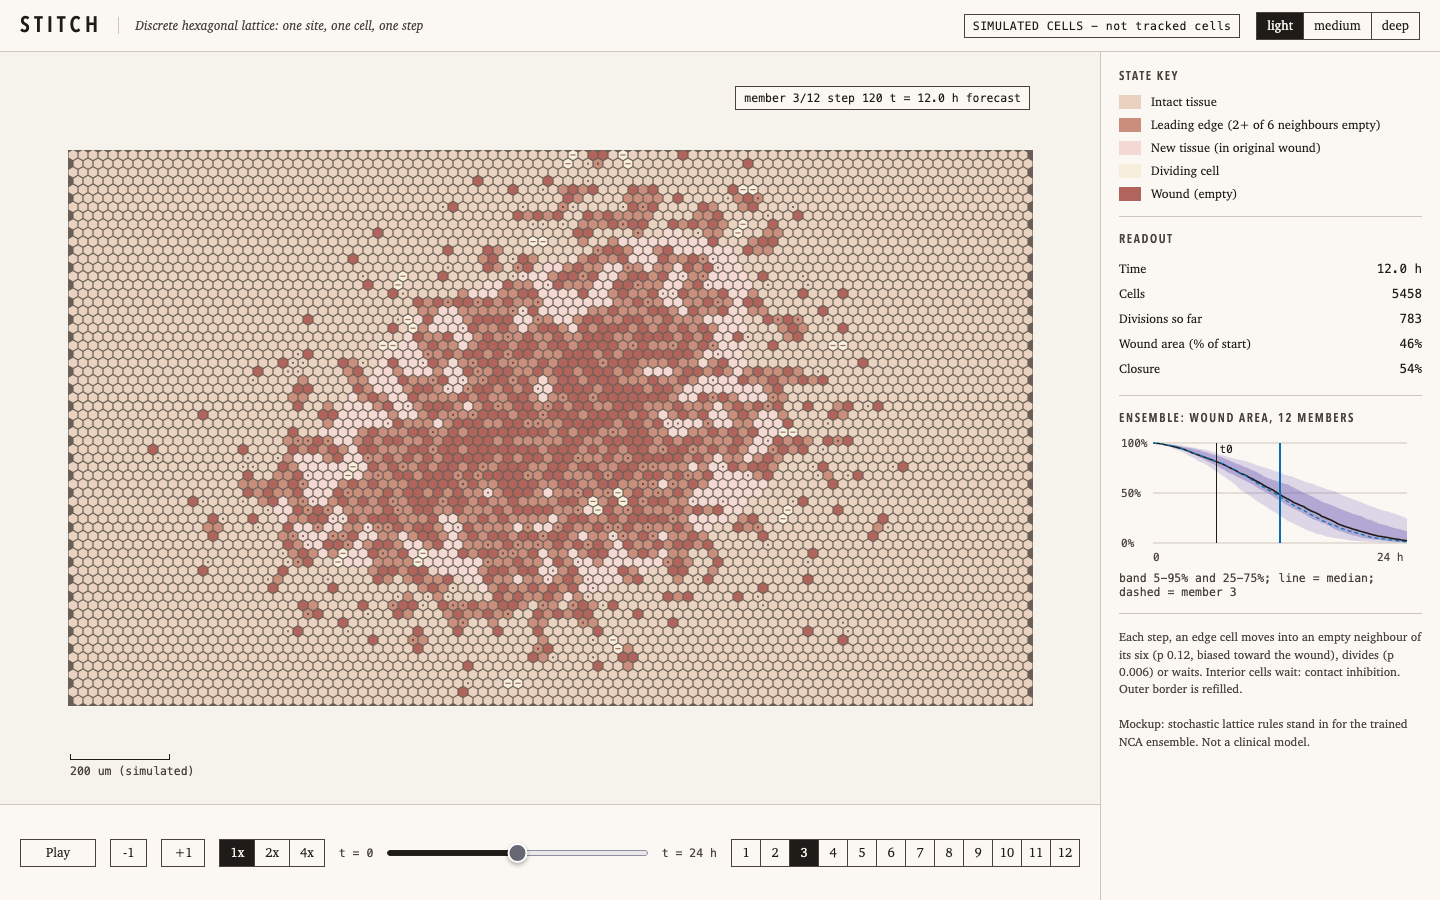 STITCH
Discrete hexagonal lattice: one site, one cell, one step
SIMULATED CELLS – not tracked cells
light medium deep
member 3/12 step 120 t = 12.0 h forecast
200 um (simulated)
Play -1 +1 1x 2x 4x t = 0 t = 24 h 1 2 3 4 5 6 7 8 9 10 11 12
STATE KEY
Intact tissue
Leading edge (2+ of 6 neighbours empty)
New tissue (in original wound)
Dividing cell
Wound (empty)
READOUT
Time 12.0 h
Cells 5458
Divisions so far 783
Wound area (% of start) 46%
Closure 54%
ENSEMBLE: WOUND AREA, 12 MEMBERS
100% t0
50%
0%
0 24 h
band 5–95% and 25–75%; line = median;
dashed = member 3
Each step, an edge cell moves into an empty neighbour of
its six (p 0.12, biased toward the wound), divides (p
0.006) or waits. Interior cells wait: contact inhibition.
Outer border is refilled.
Mockup: stochastic lattice rules stand in for the trained
NCA ensemble. Not a clinical model.